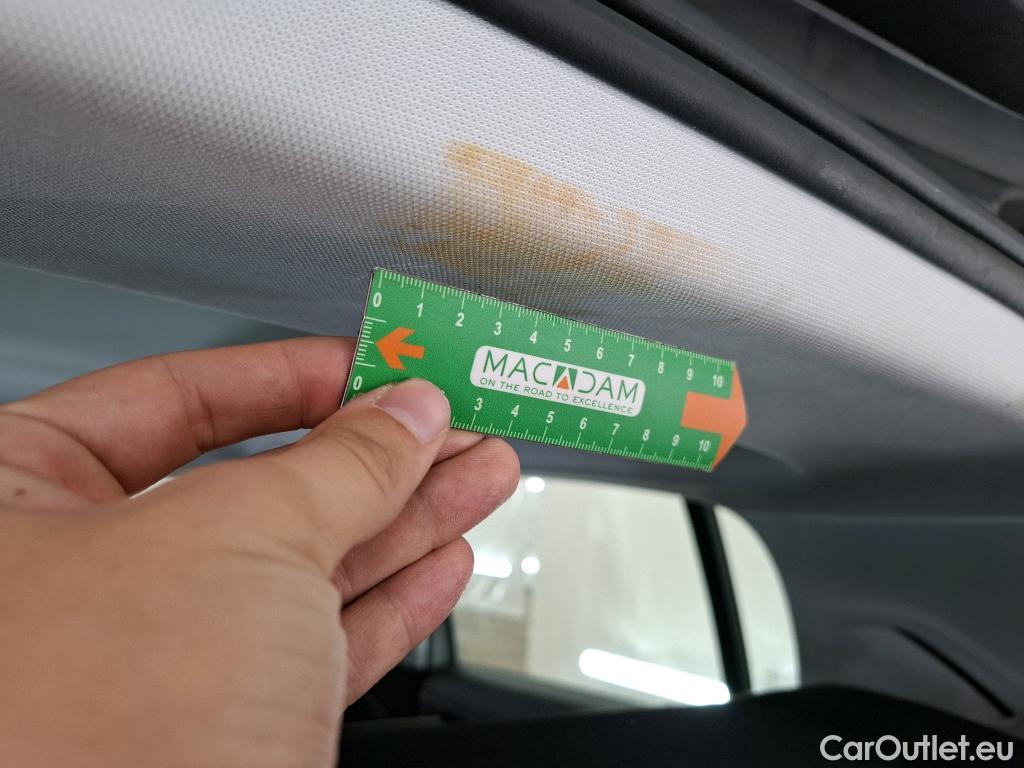 0 1 2 3 4 5 6 7 8 9 10
MACADAM
ON THE ROAD TO EXCELLENCE
0 3 4 5 6 7 8 9 10
CarOutlet.eu